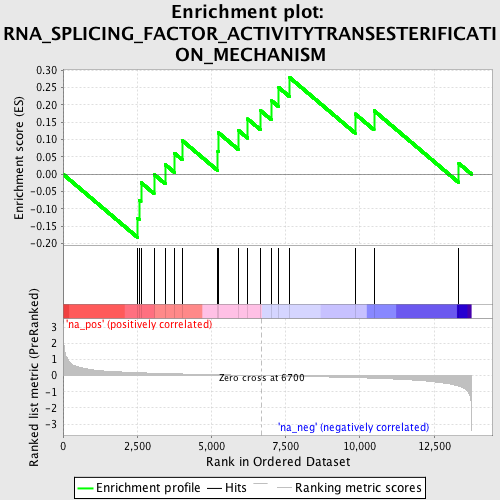 Enrichment plot:
RNA_SPLICING_FACTOR_ACTIVITYTRANSESTERIFICATI
ON_MECHANISM
Enrichment score (ES)
0.30
0.25
0.20
0.15
0.10
0.05
0.00
-0.05
-0.10
-0.15
-0.20
'na_pos' (positively correlated)
Ranked list metric (PreRanked)
3
2
1
0
-1
-2
-3
Zero cross at 6700
'na_neg' (negatively correlated)
0
2,500
5,000
7,500
10,000
12,500
Rank in Ordered Dataset
Enrichment profile
Hits
Ranking metric scores